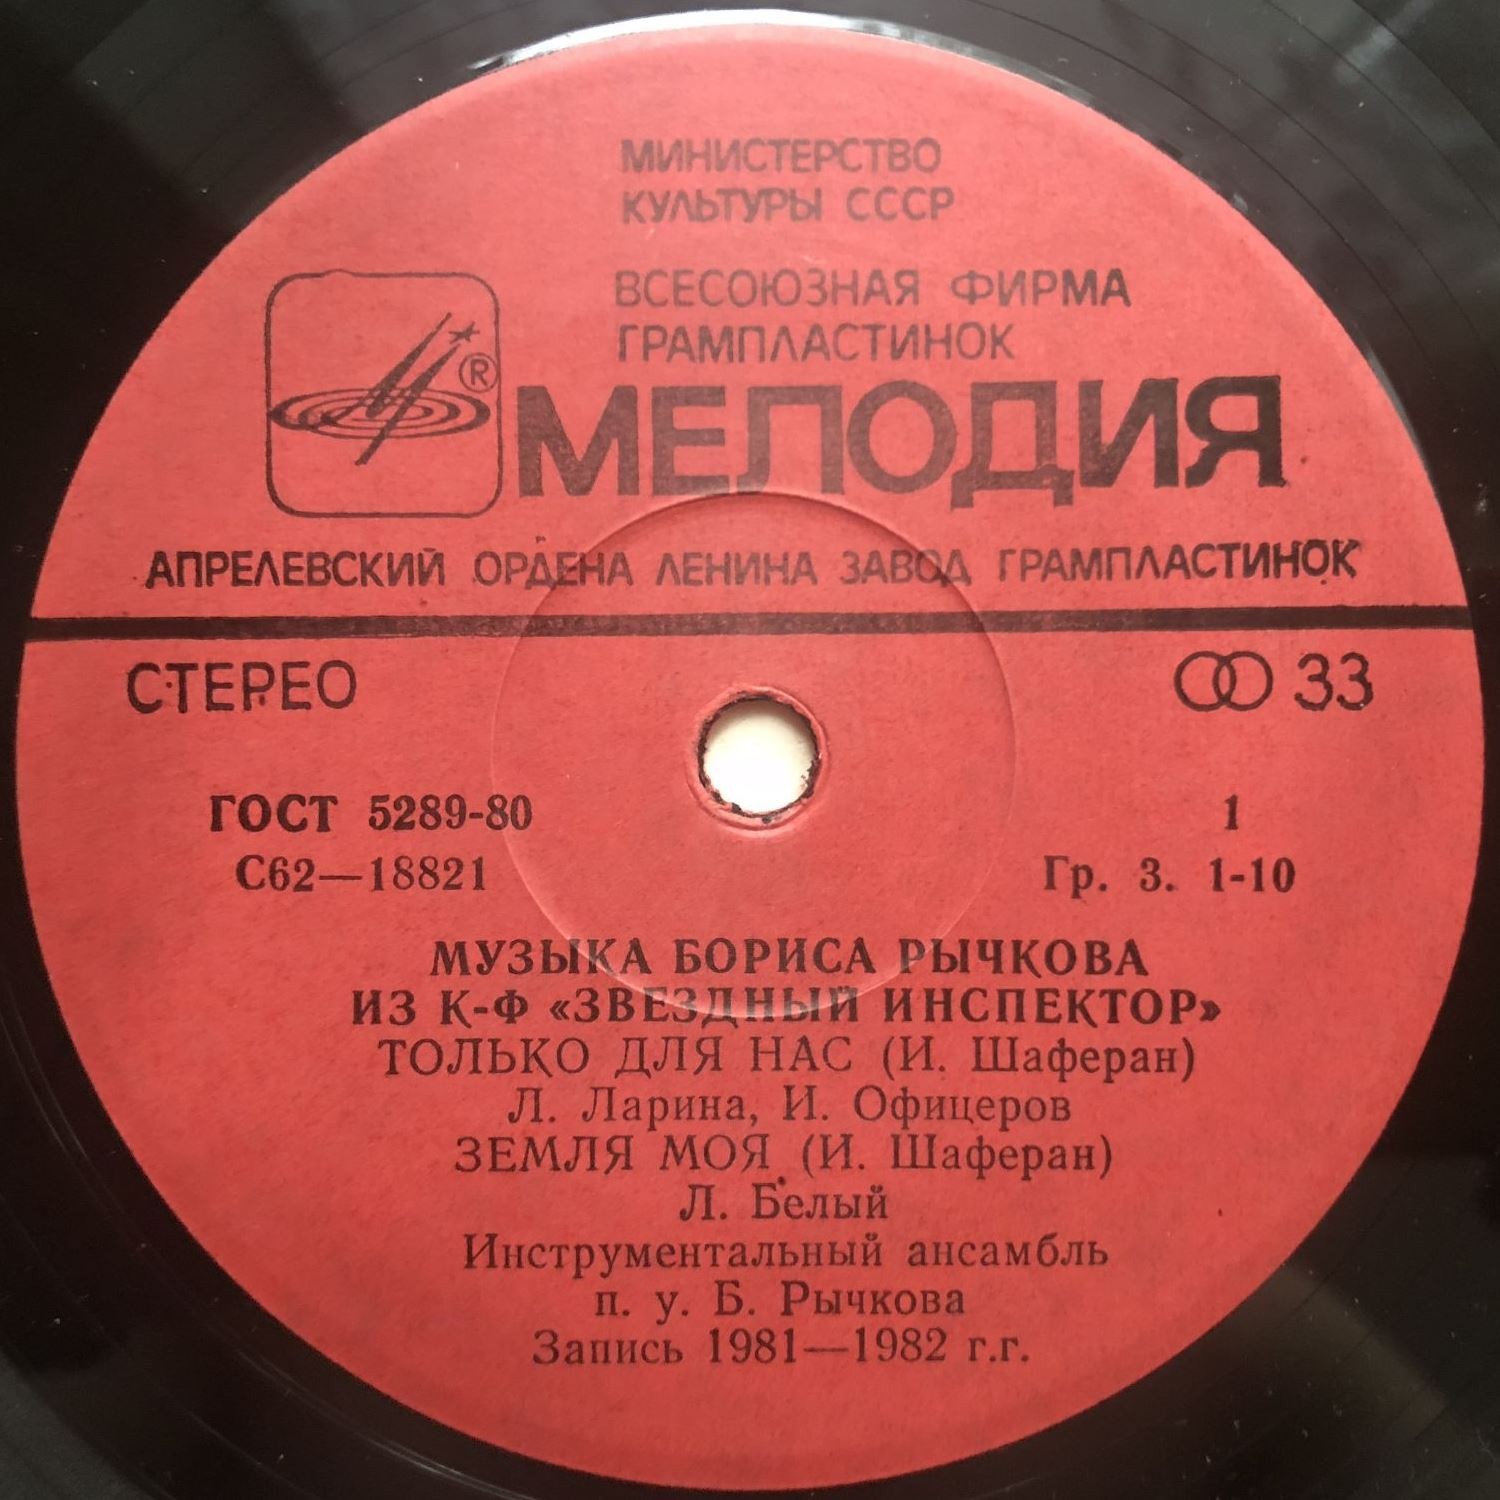 МИНИСТЕРСТВО
КУЛЬТУРЫ СССР
ВСЕСОЮЗНАЯ ФИРМА
ГРАМПЛАСТИНОК
®
МЕЛОДИЯ
АПРЕЛЕВСКИЙ ОРДЕНА ЛЕНИНА ЗАВОД ГРАМПЛАСТИНОК
СТЕРЕО
33
ГОСТ 5289-80
1
С62—18821
Гр. 3. 1-10
МУЗЫКА БОРИСА РЫЧКОВА
ИЗ К-Ф «ЗВЕЗДНЫЙ ИНСПЕКТОР»
ТОЛЬКО ДЛЯ НАС (И. Шаферан)
Л. Ларина, И. Офицеров
ЗЕМЛЯ МОЯ (И. Шаферан)
Л. Белый
Инструментальный ансамбль
п. у. Б. Рычкова
Запись 1981—1982 г.г.